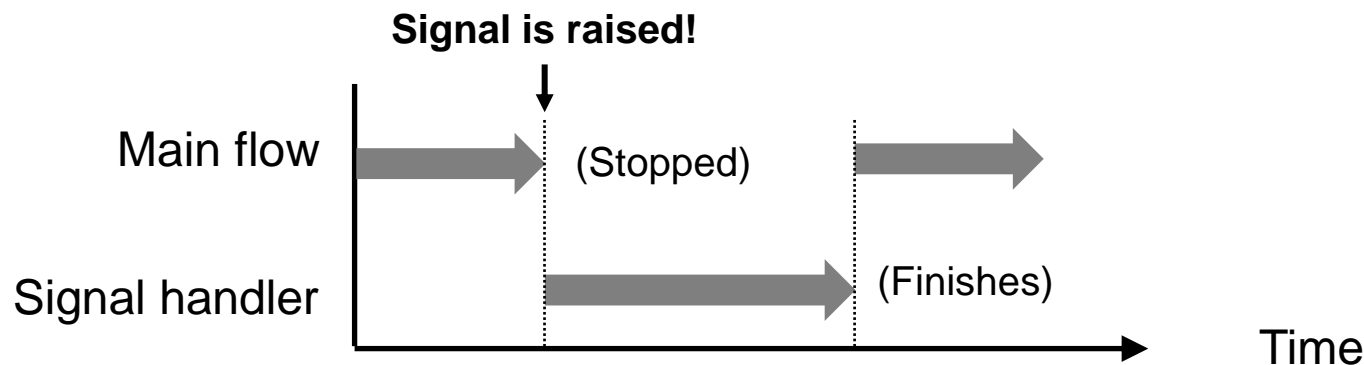 Signal is raised!
Main flow
(Stopped)
Signal handler
(Finishes)
Time